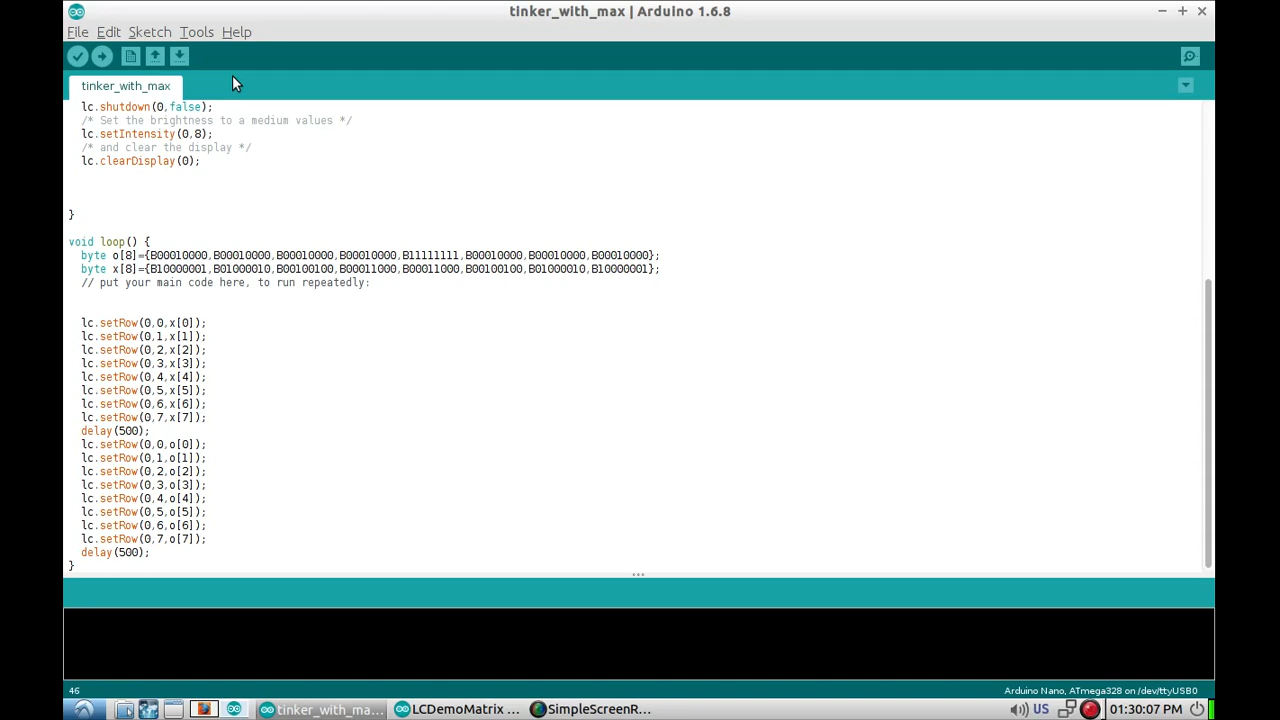 tinker_with_max | Arduino 1.6.8
File Edit Sketch Tools Help
tinker_with_max
lc.shutdown(0,false);
/* Set the brightness to a medium values */
lc.setIntensity(0,8);
/* and clear the display */
lc.clearDisplay(0);
}
void loop() {
byte o[8]={B00010000,B00010000,B00010000,B00010000,B11111111,B00010000,B00010000,B00010000};
byte x[8]={B10000001,B01000010,B00100100,B00011000,B00011000,B00100100,B01000010,B10000001};
// put your main code here, to run repeatedly:
lc.setRow(0,0,x[0]);
lc.setRow(0,1,x[1]);
lc.setRow(0,2,x[2]);
lc.setRow(0,3,x[3]);
lc.setRow(0,4,x[4]);
lc.setRow(0,5,x[5]);
lc.setRow(0,6,x[6]);
lc.setRow(0,7,x[7]);
delay(500);
lc.setRow(0,0,o[0]);
lc.setRow(0,1,o[1]);
lc.setRow(0,2,o[2]);
lc.setRow(0,3,o[3]);
lc.setRow(0,4,o[4]);
lc.setRow(0,5,o[5]);
lc.setRow(0,6,o[6]);
lc.setRow(0,7,o[7]);
delay(500);
}
46 Arduino Nano, ATmega328 on /dev/ttyUSB0
tinker_with_ma... LCDemoMatrix ... SimpleScreenR... US 01:30:07 PM